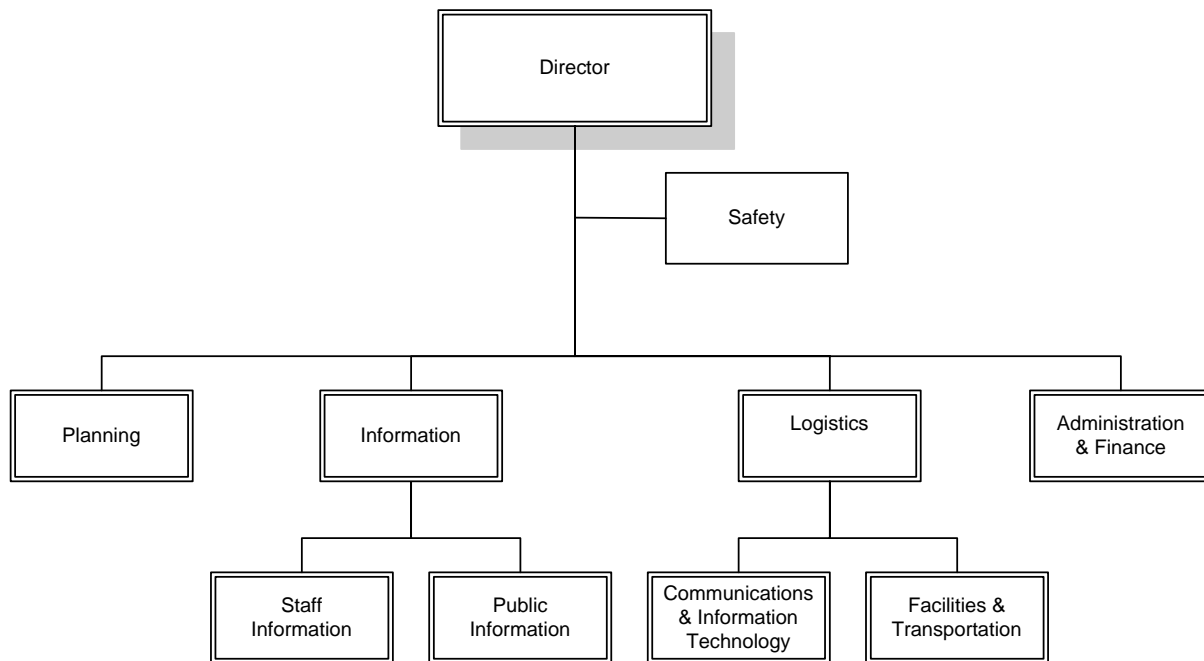 Director
Safety
Planning
Information
Logistics
Administration
& Finance
Staff
Information
Public
Information
Communications
& Information
Technology
Facilities &
Transportation